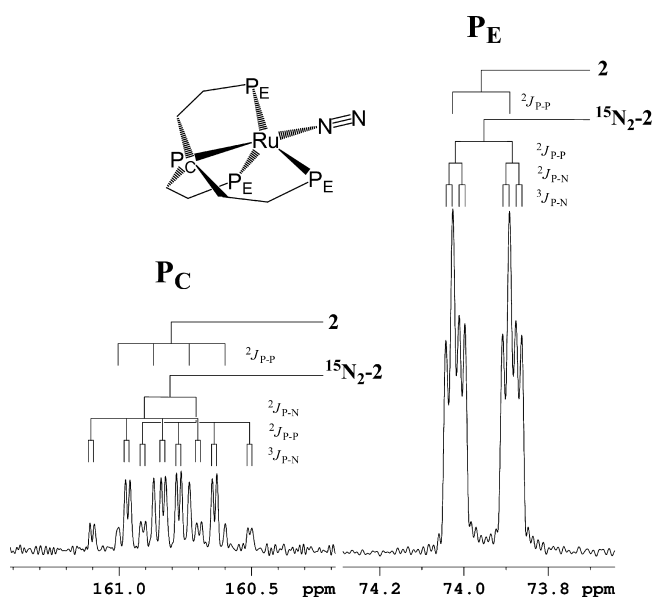 P_E
2
²J_P-P
¹⁵N₂-2
²J_P-P
²J_P-N
³J_P-N
P_E
N≡N
Ru
P_C
P_E
P_E
P_C
2
²J_P-P
¹⁵N₂-2
²J_P-N
²J_P-P
³J_P-N
161.0 160.5 ppm
74.2 74.0 73.8 ppm